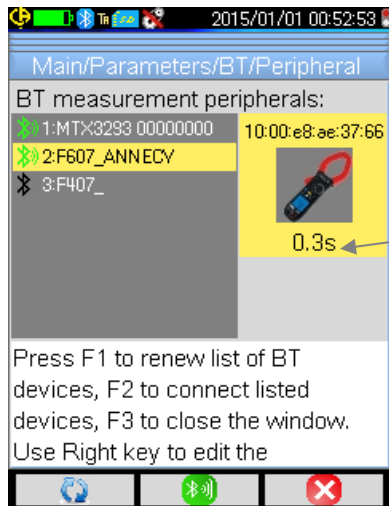 TR 2015/01/01 00:52:53
Main/Parameters/BT/Peripheral
BT measurement peripherals:
1:MTX3293 00000000
10:00:e8:ae:37:66
2:F607_ANNECY
3:F407_
0.3s
Press F1 to renew list of BT
devices, F2 to connect listed
devices, F3 to close the window.
Use Right key to edit the